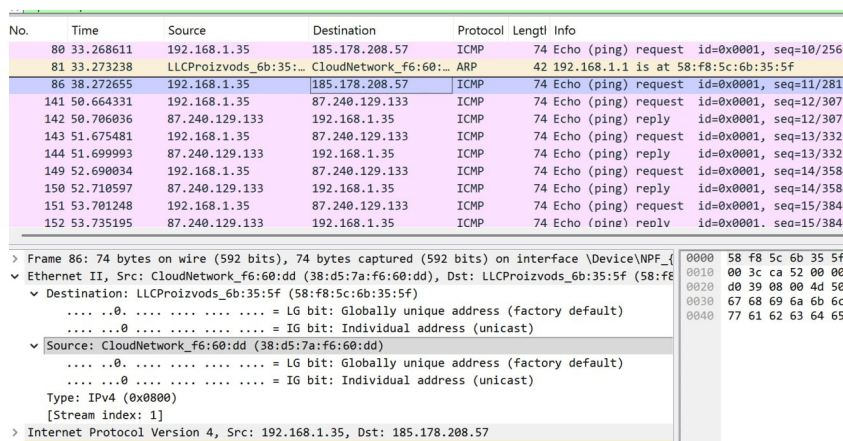 No. Time Source Destination Protocol Lengtl Info
80 33.268611 192.168.1.35 185.178.208.57 ICMP 74 Echo (ping) request id=0x0001, seq=10/256
81 33.273238 LLCProizvods_6b:35:… CloudNetwork_f6:60:… ARP 42 192.168.1.1 is at 58:f8:5c:6b:35:5f
86 38.272655 192.168.1.35 185.178.208.57 ICMP 74 Echo (ping) request id=0x0001, seq=11/281
141 50.664331 192.168.1.35 87.240.129.133 ICMP 74 Echo (ping) request id=0x0001, seq=12/307
142 50.706036 87.240.129.133 192.168.1.35 ICMP 74 Echo (ping) reply id=0x0001, seq=12/307
143 51.675481 192.168.1.35 87.240.129.133 ICMP 74 Echo (ping) request id=0x0001, seq=13/332
144 51.699993 87.240.129.133 192.168.1.35 ICMP 74 Echo (ping) reply id=0x0001, seq=13/332
149 52.690034 192.168.1.35 87.240.129.133 ICMP 74 Echo (ping) request id=0x0001, seq=14/358
150 52.710597 87.240.129.133 192.168.1.35 ICMP 74 Echo (ping) reply id=0x0001, seq=14/358
151 53.701248 192.168.1.35 87.240.129.133 ICMP 74 Echo (ping) request id=0x0001, seq=15/384
152 53.735195 87.240.129.133 192.168.1.35 ICMP 74 Echo (ping) reply id=0x0001, seq=15/384
Frame 86: 74 bytes on wire (592 bits), 74 bytes captured (592 bits) on interface \Device\NPF_{
Ethernet II, Src: CloudNetwork_f6:60:dd (38:d5:7a:f6:60:dd), Dst: LLCProizvods_6b:35:5f (58:f8
Destination: LLCProizvods_6b:35:5f (58:f8:5c:6b:35:5f)
.... ..0. .... .... .... .... = LG bit: Globally unique address (factory default)
.... ...0 .... .... .... .... = IG bit: Individual address (unicast)
Source: CloudNetwork_f6:60:dd (38:d5:7a:f6:60:dd)
.... ..0. .... .... .... .... = LG bit: Globally unique address (factory default)
.... ...0 .... .... .... .... = IG bit: Individual address (unicast)
Type: IPv4 (0x0800)
[Stream index: 1]
Internet Protocol Version 4, Src: 192.168.1.35, Dst: 185.178.208.57
0000 58 f8 5c 6b 35 5f
0010 00 3c ca 52 00 00
0020 d0 39 08 00 4d 50
0030 67 68 69 6a 6b 6c
0040 77 61 62 63 64 65